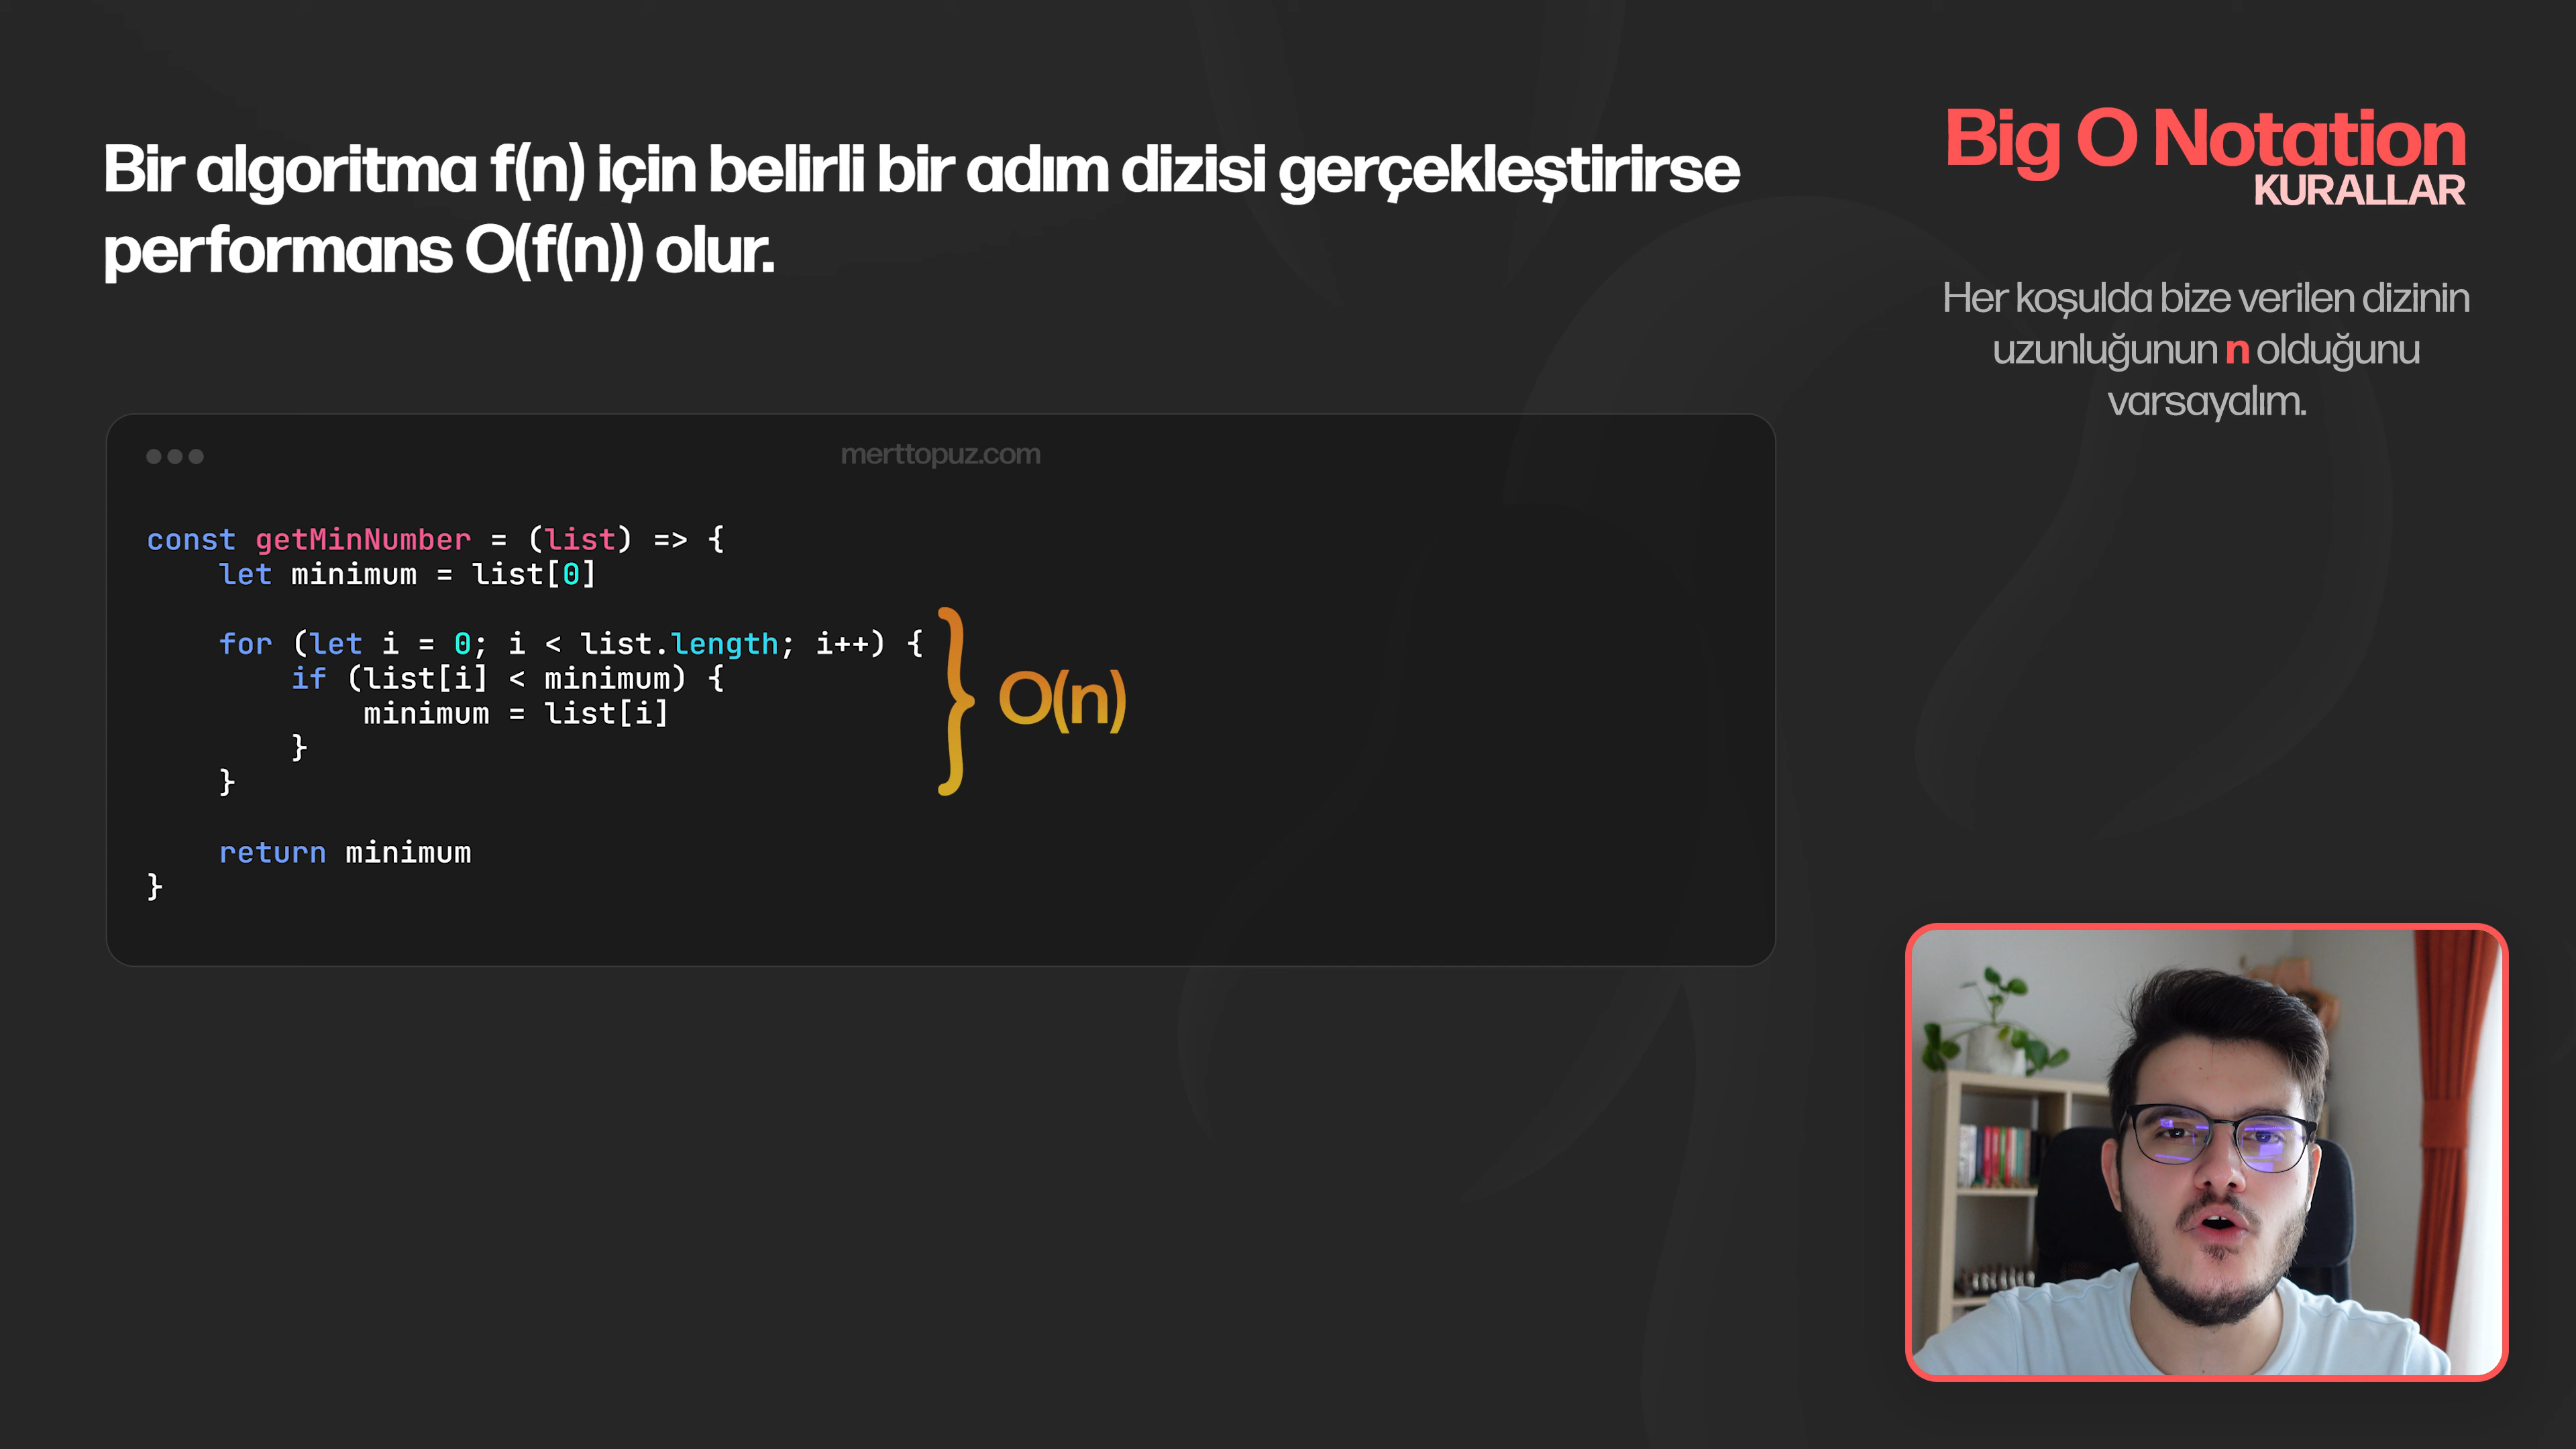 Bir algoritma f(n) için belirli bir adım dizisi gerçekleştirirse
performans O(f(n)) olur.
Big O Notation
KURALLAR
Her koşulda bize verilen dizinin
uzunluğunun n olduğunu
varsayalım.
merttopuz.com
const getMinNumber = (list) => {
    let minimum = list[0]
    for (let i = 0; i < list.length; i++) {
        if (list[i] < minimum) {
            minimum = list[i]
        }
    }
    return minimum
}
} O(n)